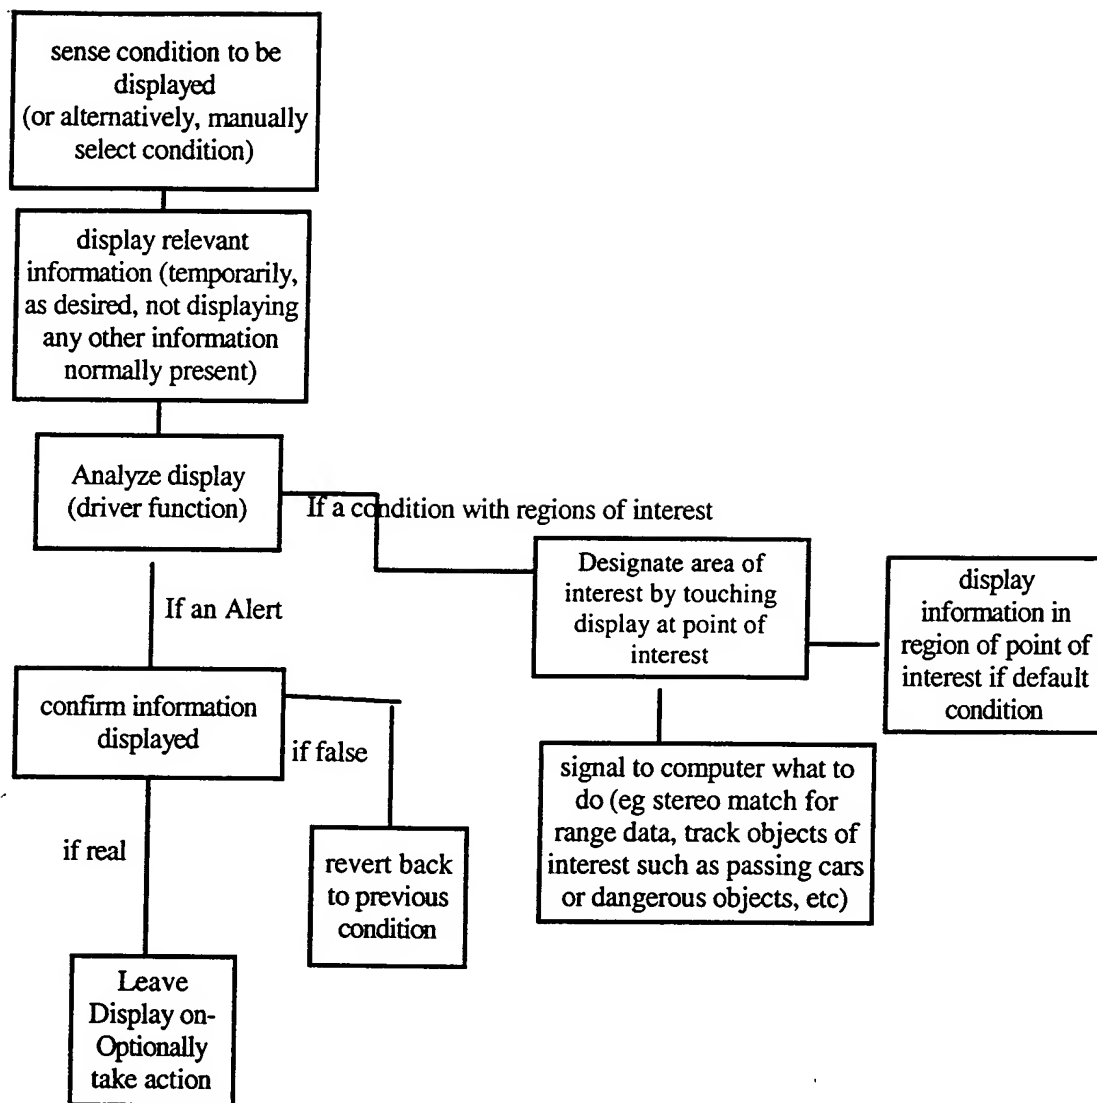 sense condition to be
displayed
(or alternatively, manually
select condition)
display relevant
information (temporarily,
as desired, not displaying
any other information
normally present)
Analyze display
(driver function)
If a condition with regions of interest
Designate area of
interest by touching
display at point of
interest
display
information in
region of point of
interest if default
condition
If an Alert
confirm information
displayed
if false
signal to computer what to
do (eg stereo match for
range data, track objects of
interest such as passing cars
or dangerous objects, etc)
if real
revert back
to previous
condition
Leave
Display on-
Optionally
take action